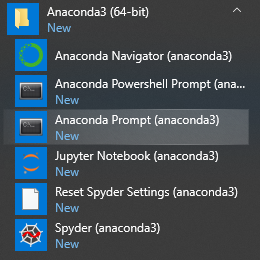 Anaconda3 (64-bit)
New
Anaconda Navigator (anaconda3)
Anaconda Powershell Prompt (ana...
New
Anaconda Prompt (anaconda3)
New
Jupyter Notebook (anaconda3)
New
Reset Spyder Settings (anaconda3)
New
Spyder (anaconda3)
New